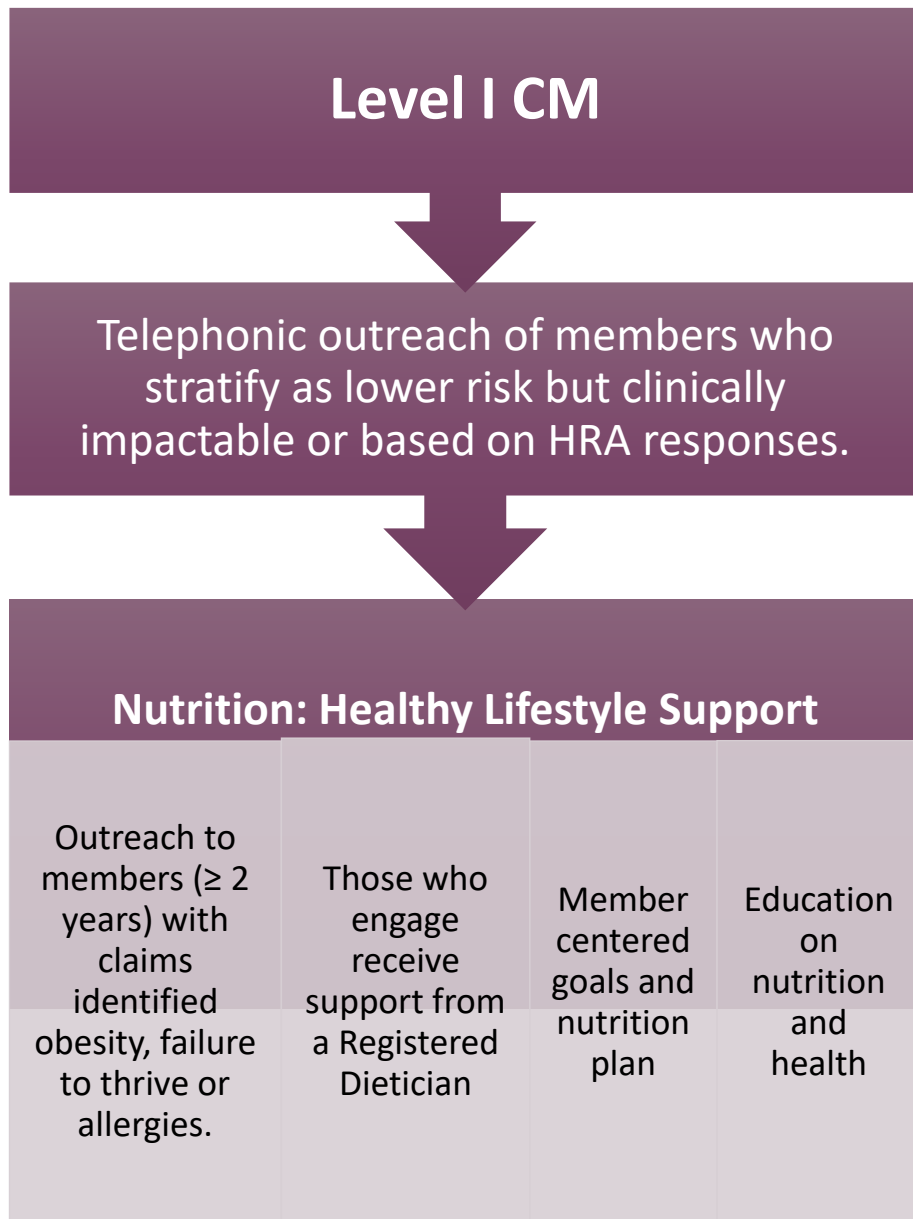 Level I CM
Telephonic outreach of members who
stratify as lower risk but clinically
impactable or based on HRA responses.
Nutrition: Healthy Lifestyle Support
Outreach to
members (≥ 2
years) with
claims
identified
obesity, failure
to thrive or
allergies.
Those who
engage
receive
support from
a Registered
Dietician
Member
centered
goals and
nutrition
plan
Education
on
nutrition
and
health